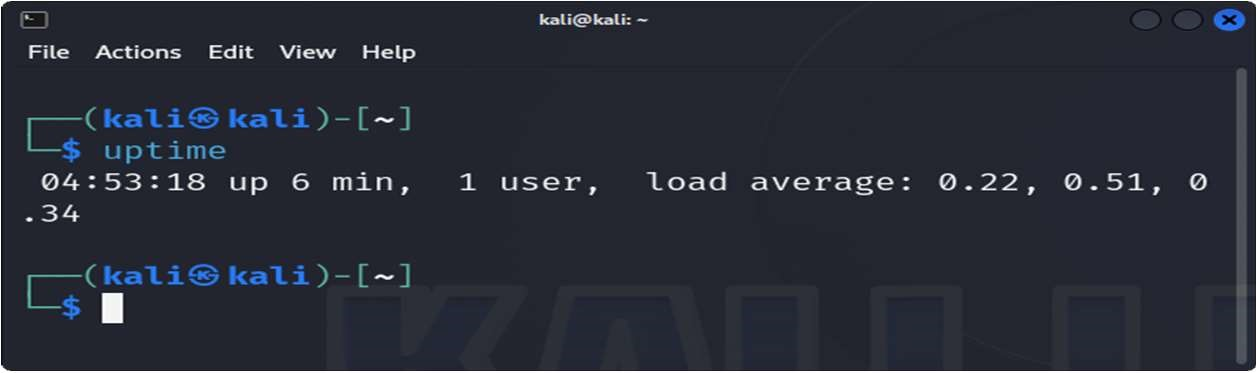 kali@kali: ~
File Actions Edit View Help
┌──(kali㉿kali)-[~]
└─$ uptime
 04:53:18 up 6 min,  1 user,  load average: 0.22, 0.51, 0
.34
┌──(kali㉿kali)-[~]
└─$